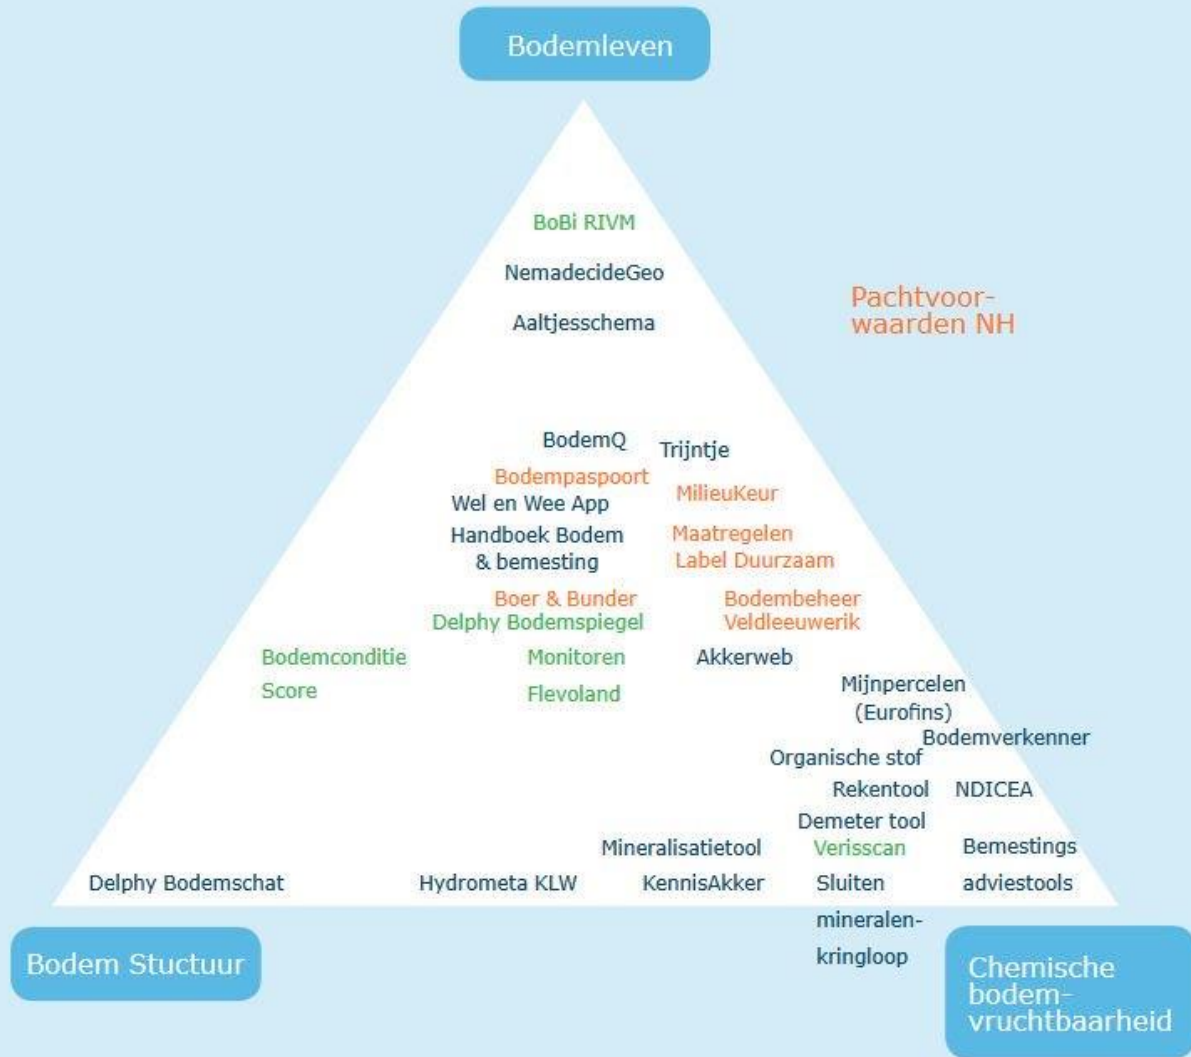 Bodemleven
BoBi RIVM
NemadecideGeo
Aaltjesschema
Pachtvoor-
waarden NH
BodemQ
Trijntje
Bodempaspoort
MilieuKeur
Wel en Wee App
Handboek Bodem
& bemesting
Maatregelen
Label Duurzaam
Boer & Bunder
Bodembeheer
Veldleeuwerik
Delphy Bodemspiegel
Bodemconditie
Score
Monitoren
Flevoland
Akkerweb
Mijnpercelen
(Eurofins)
Bodemverkenner
Organische stof
Rekentool
NDICEA
Demeter tool
Mineralisatietool
Verisscan
Bemestings
adviestools
Delphy Bodemschat
Hydrometa KLW
KennisAkker
Sluiten
mineralen-
kringloop
Bodem Stuctuur
Chemische
bodem-
vruchtbaarheid